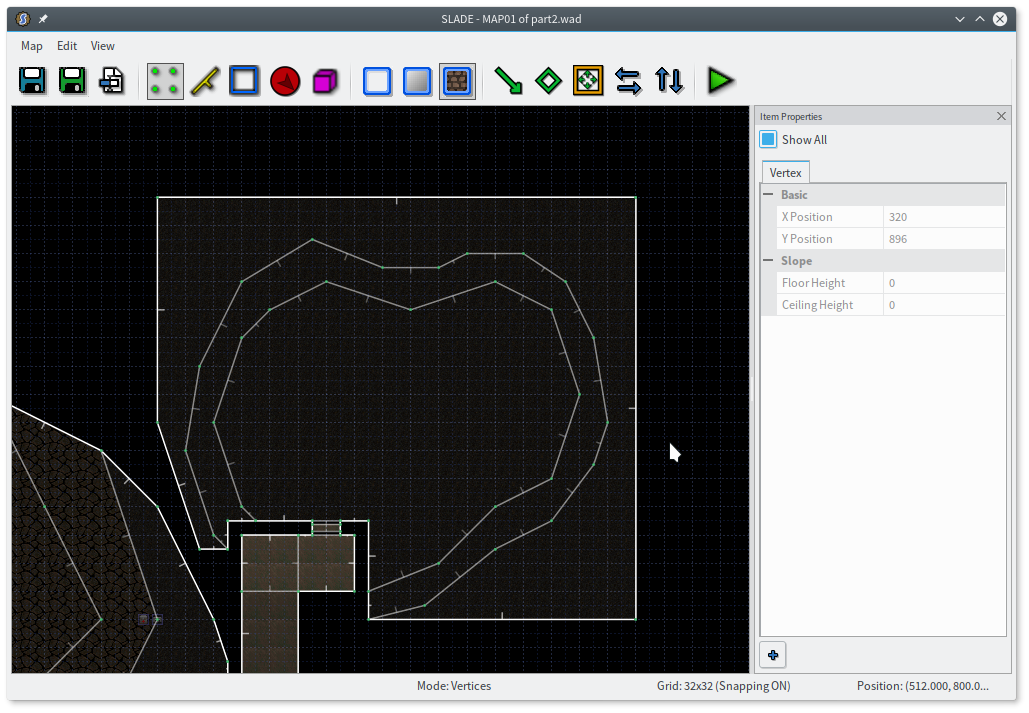 SLADE - MAP01 of part2.wad
Map Edit View
Item Properties
Show All
Vertex
Basic
X Position 320
Y Position 896
Slope
Floor Height 0
Ceiling Height 0
Mode: Vertices Grid: 32x32 (Snapping ON) Position: (512.000, 800.0...